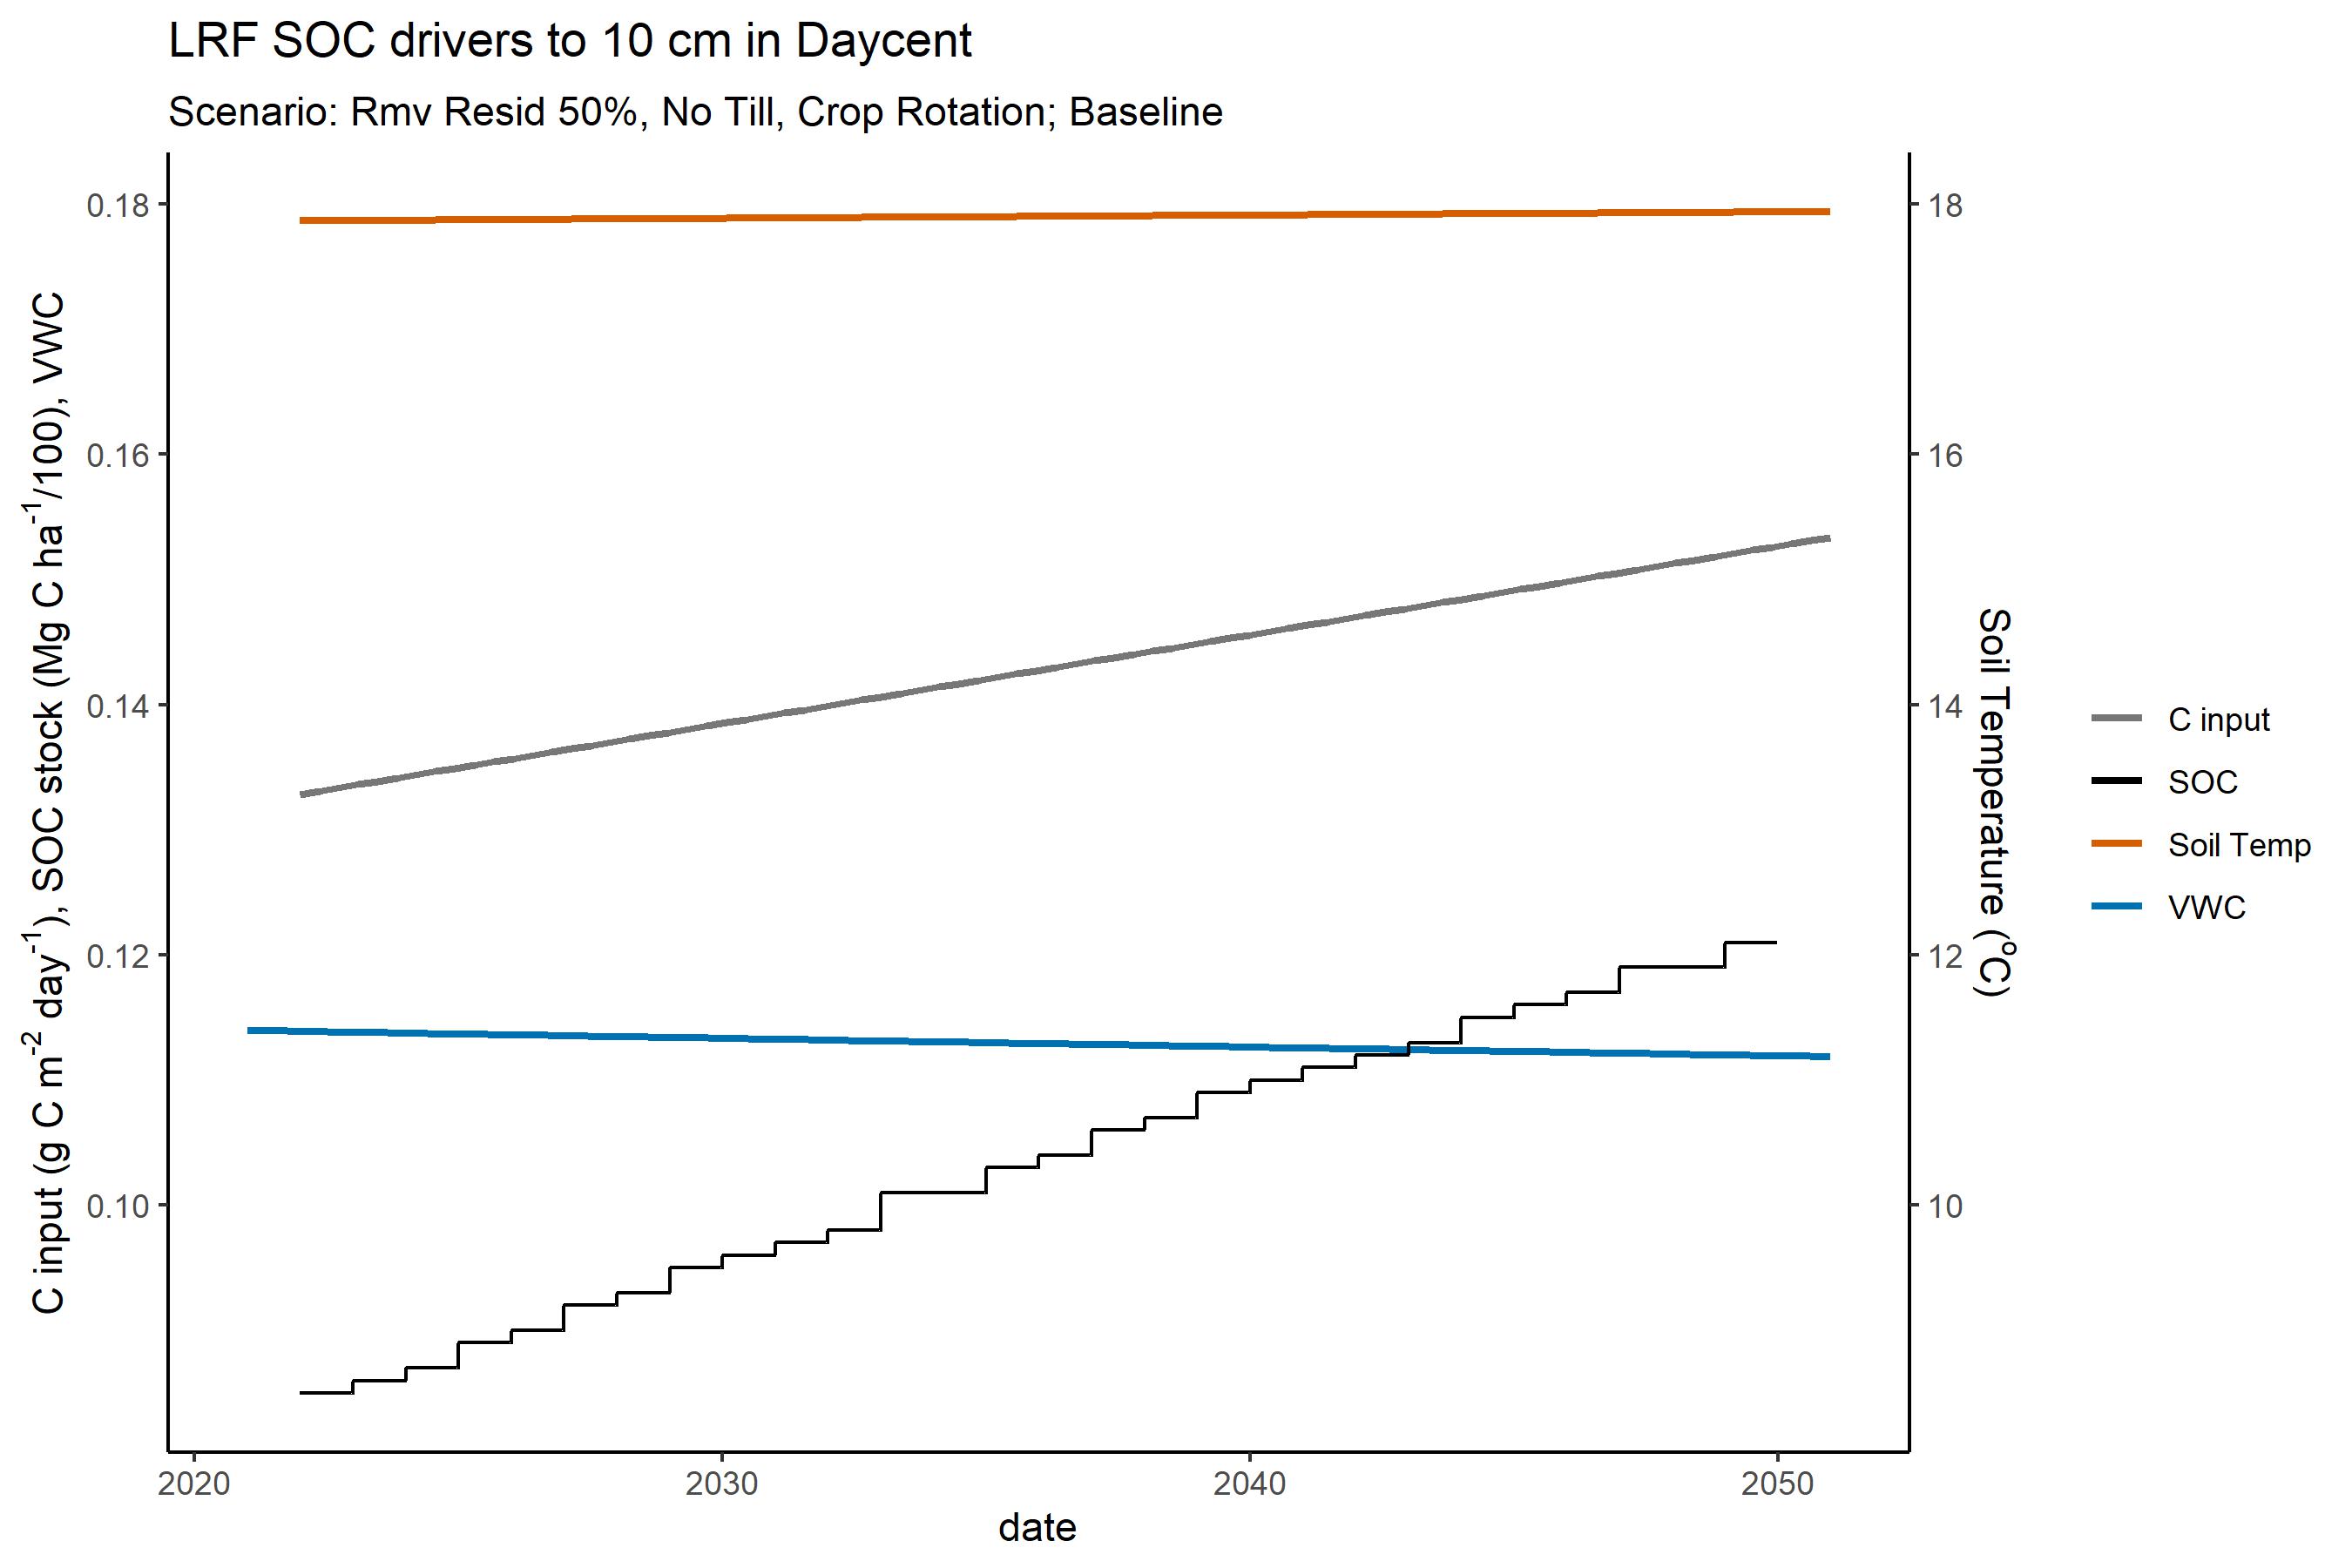 LRF SOC drivers to 10 cm in Daycent
Scenario: Rmv Resid 50%, No Till, Crop Rotation; Baseline
C input (g C m⁻² day⁻¹), SOC stock (Mg C ha⁻¹/100), VWC
0.18
0.16
0.14
0.12
0.10
2020
2030
2040
2050
date
18
16
14
12
10
Soil Temperature (ᵒC)
C input
SOC
Soil Temp
VWC